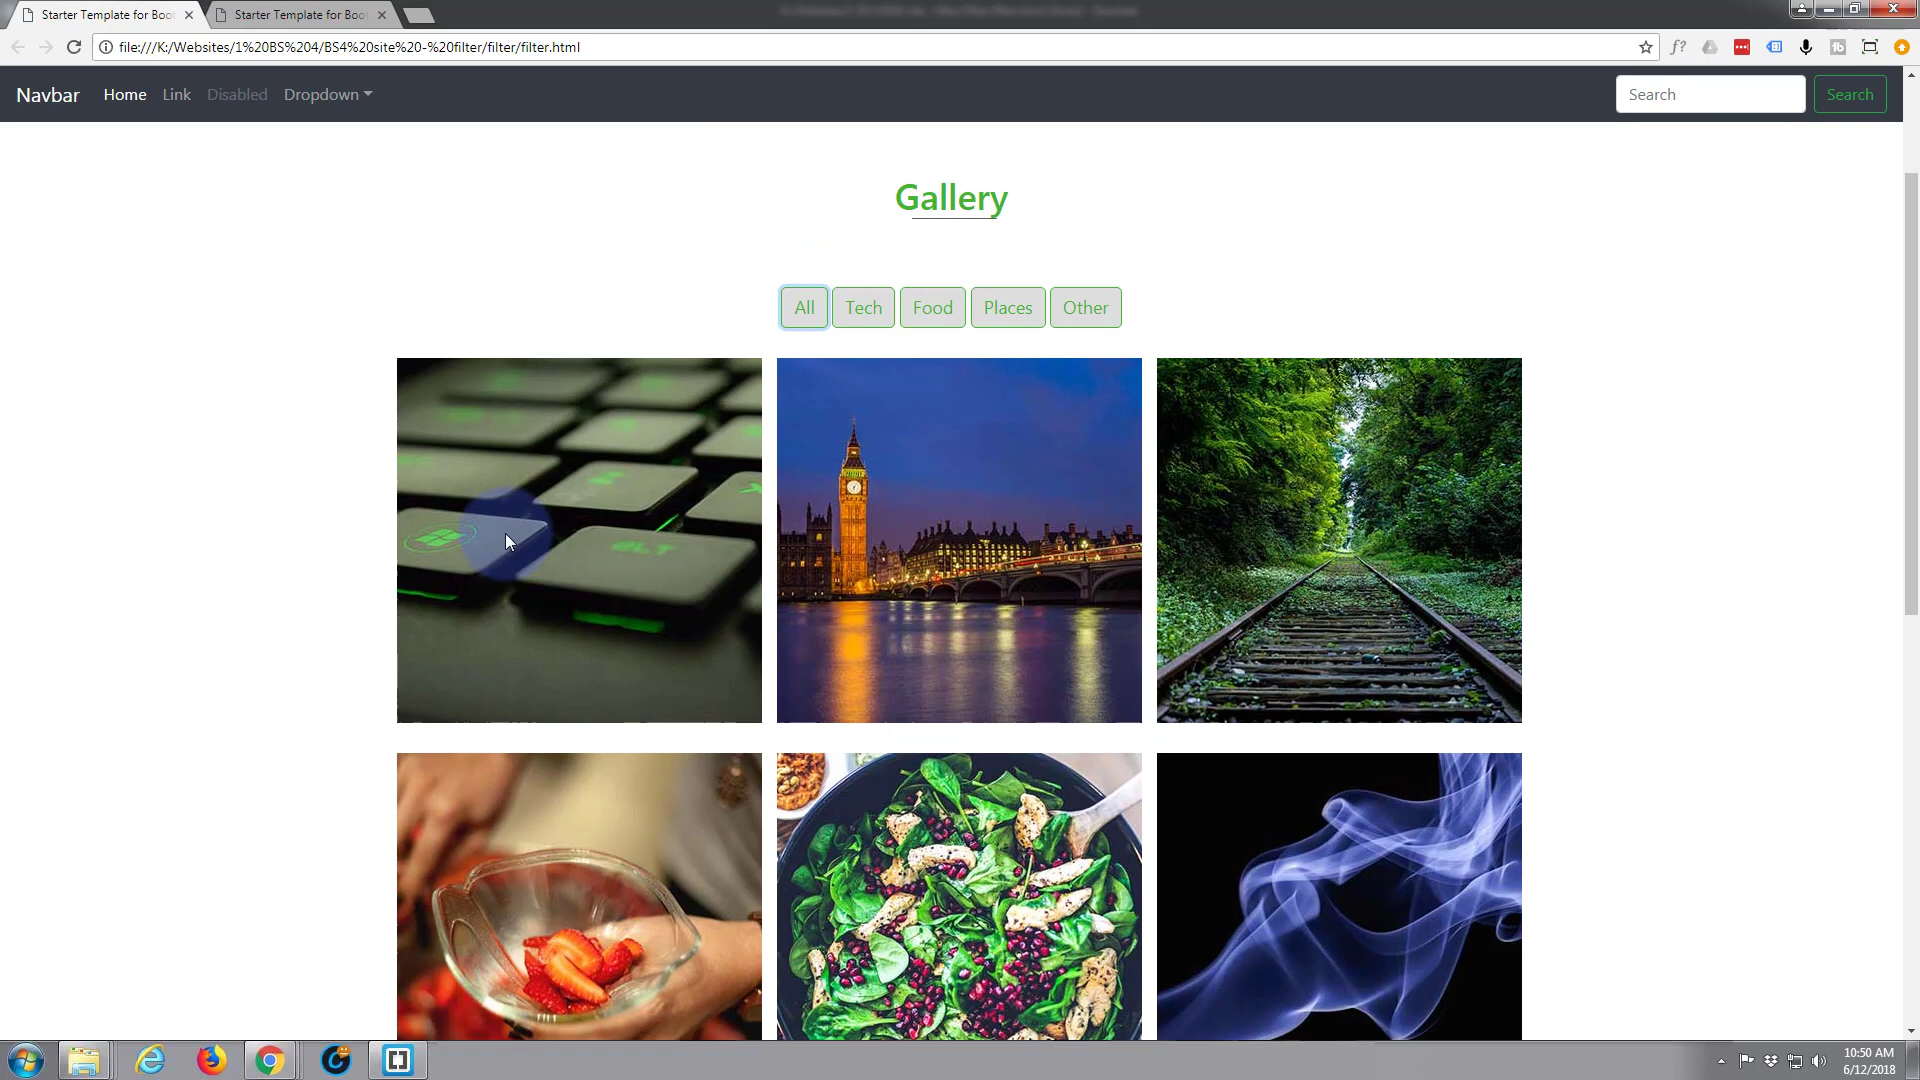 Starter Template for Boo
Starter Template for Boo
file:///K:/Websites/1%20BS%204/BS4%20site%20-%20filter/filter/filter.html
f?
Navbar
Home
Link
Disabled
Dropdown
Search
Search
Gallery
All
Tech
Food
Places
Other
ALT
10:50 AM
6/12/2018